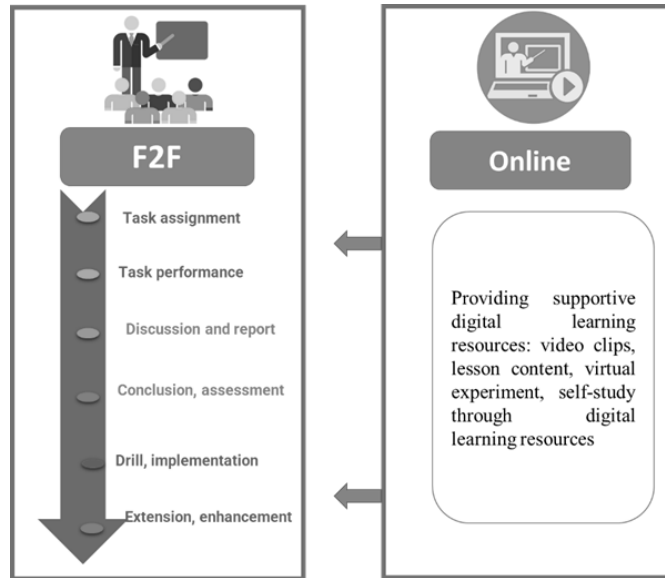 F2F
Task assignment
Task performance
Discussion and report
Conclusion, assessment
Drill, implementation
Extension, enhancement
Online
Providing supportive
digital learning
resources: video clips,
lesson content, virtual
experiment, self-study
through digital
learning resources